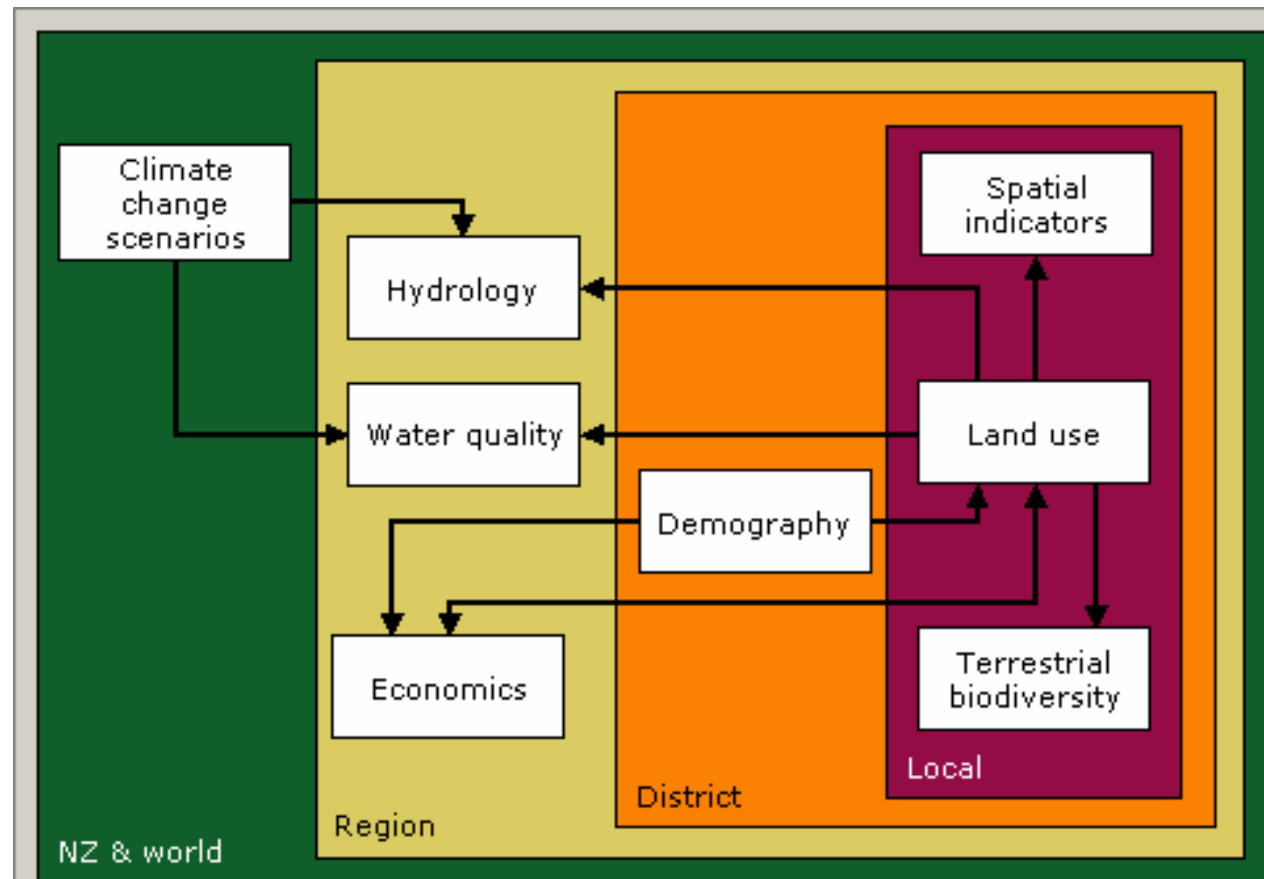 Climate
change
scenarios
Hydrology
Water quality
Economics
Demography
Spatial
indicators
Land use
Terrestrial
biodiversity
Local
District
Region
NZ & world